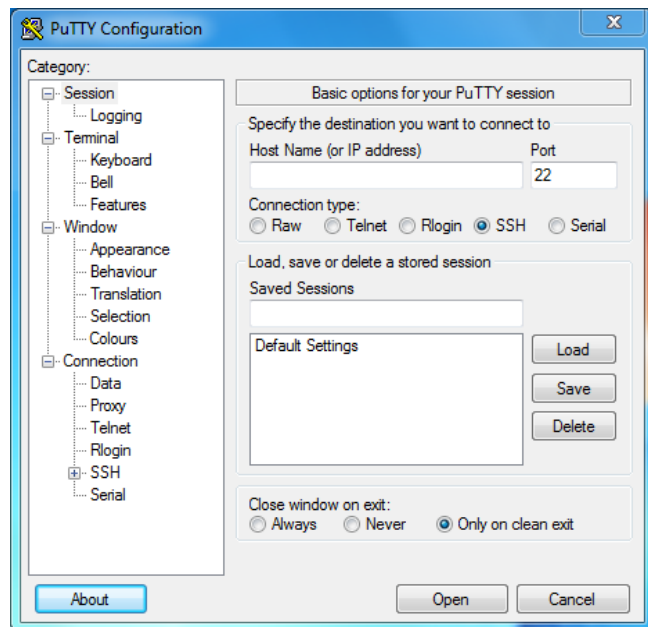 PuTTY Configuration
Category:
Session
Logging
Terminal
Keyboard
Bell
Features
Window
Appearance
Behaviour
Translation
Selection
Colours
Connection
Data
Proxy
Telnet
Rlogin
SSH
Serial
Basic options for your PuTTY session
Specify the destination you want to connect to
Host Name (or IP address) Port
22
Connection type:
Raw Telnet Rlogin SSH Serial
Load, save or delete a stored session
Saved Sessions
Default Settings
Load
Save
Delete
Close window on exit:
Always Never Only on clean exit
About Open Cancel